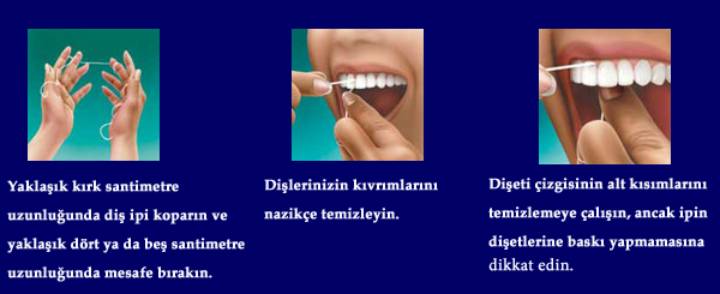 Yaklaşık kırk santimetre
uzunluğunda diş ipi koparın ve
yaklaşık dört ya da beş santimetre
uzunluğunda mesafe bırakın.
Dişlerinizin kıvrımlarını
nazikçe temizleyin.
Dişeti çizgisinin alt kısımlarını
temizlemeye çalışın, ancak ipin
dişetlerine baskı yapmamasına
dikkat edin.